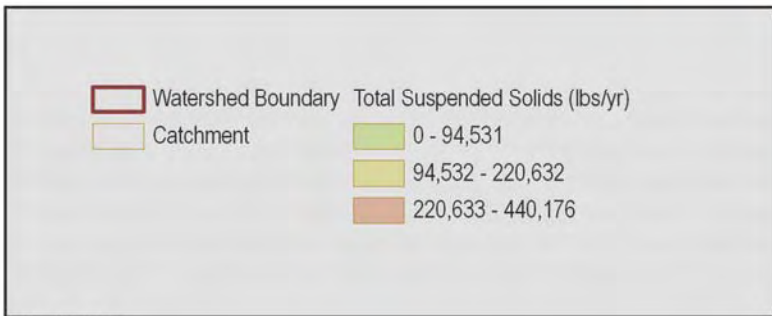 Watershed Boundary
Catchment
Total Suspended Solids (lbs/yr)
0 - 94,531
94,532 - 220,632
220,633 - 440,176